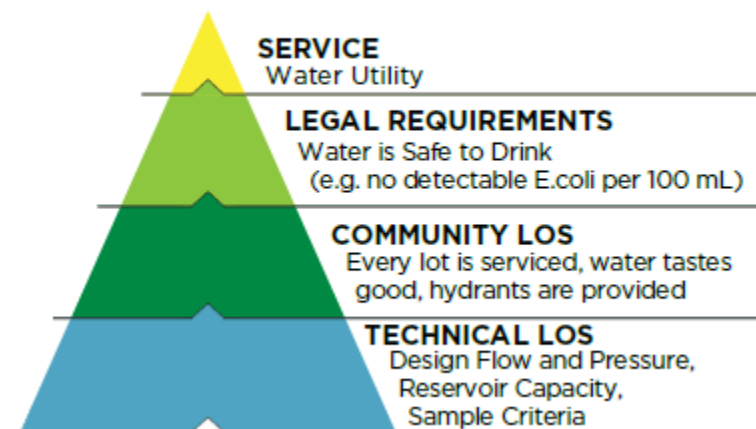 SERVICE
Water Utility
LEGAL REQUIREMENTS
Water is Safe to Drink
(e.g. no detectable E.coli per 100 mL)
COMMUNITY LOS
Every lot is serviced, water tastes
good, hydrants are provided
TECHNICAL LOS
Design Flow and Pressure,
Reservoir Capacity,
Sample Criteria